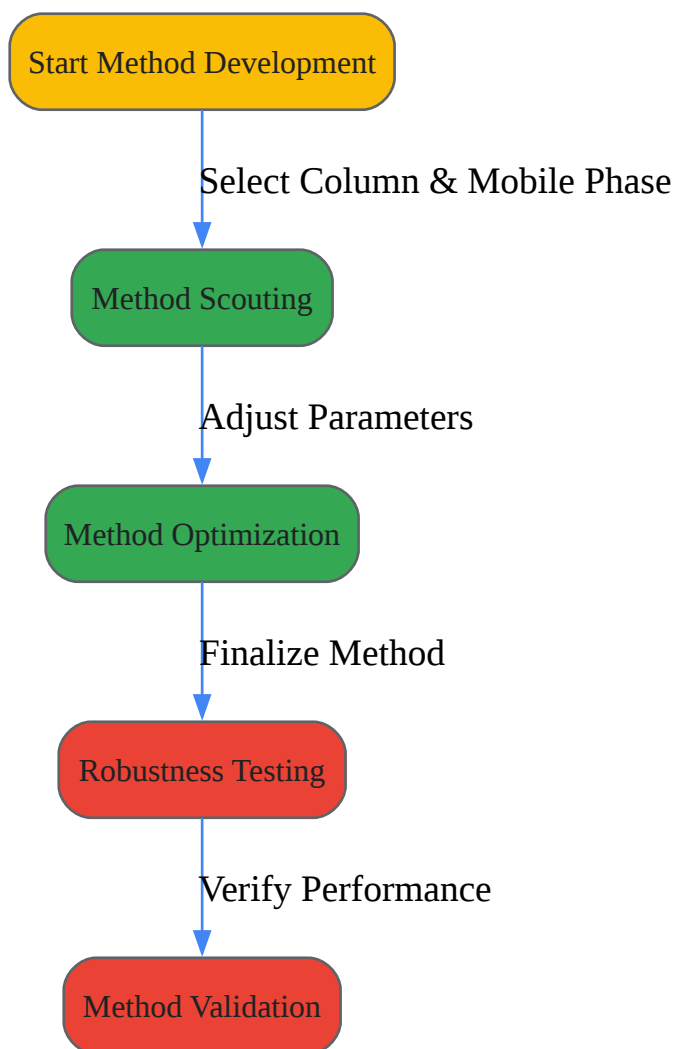 Start Method Development
Select Column & Mobile Phase
Method Scouting
Adjust Parameters
Method Optimization
Finalize Method
Robustness Testing
Verify Performance
Method Validation